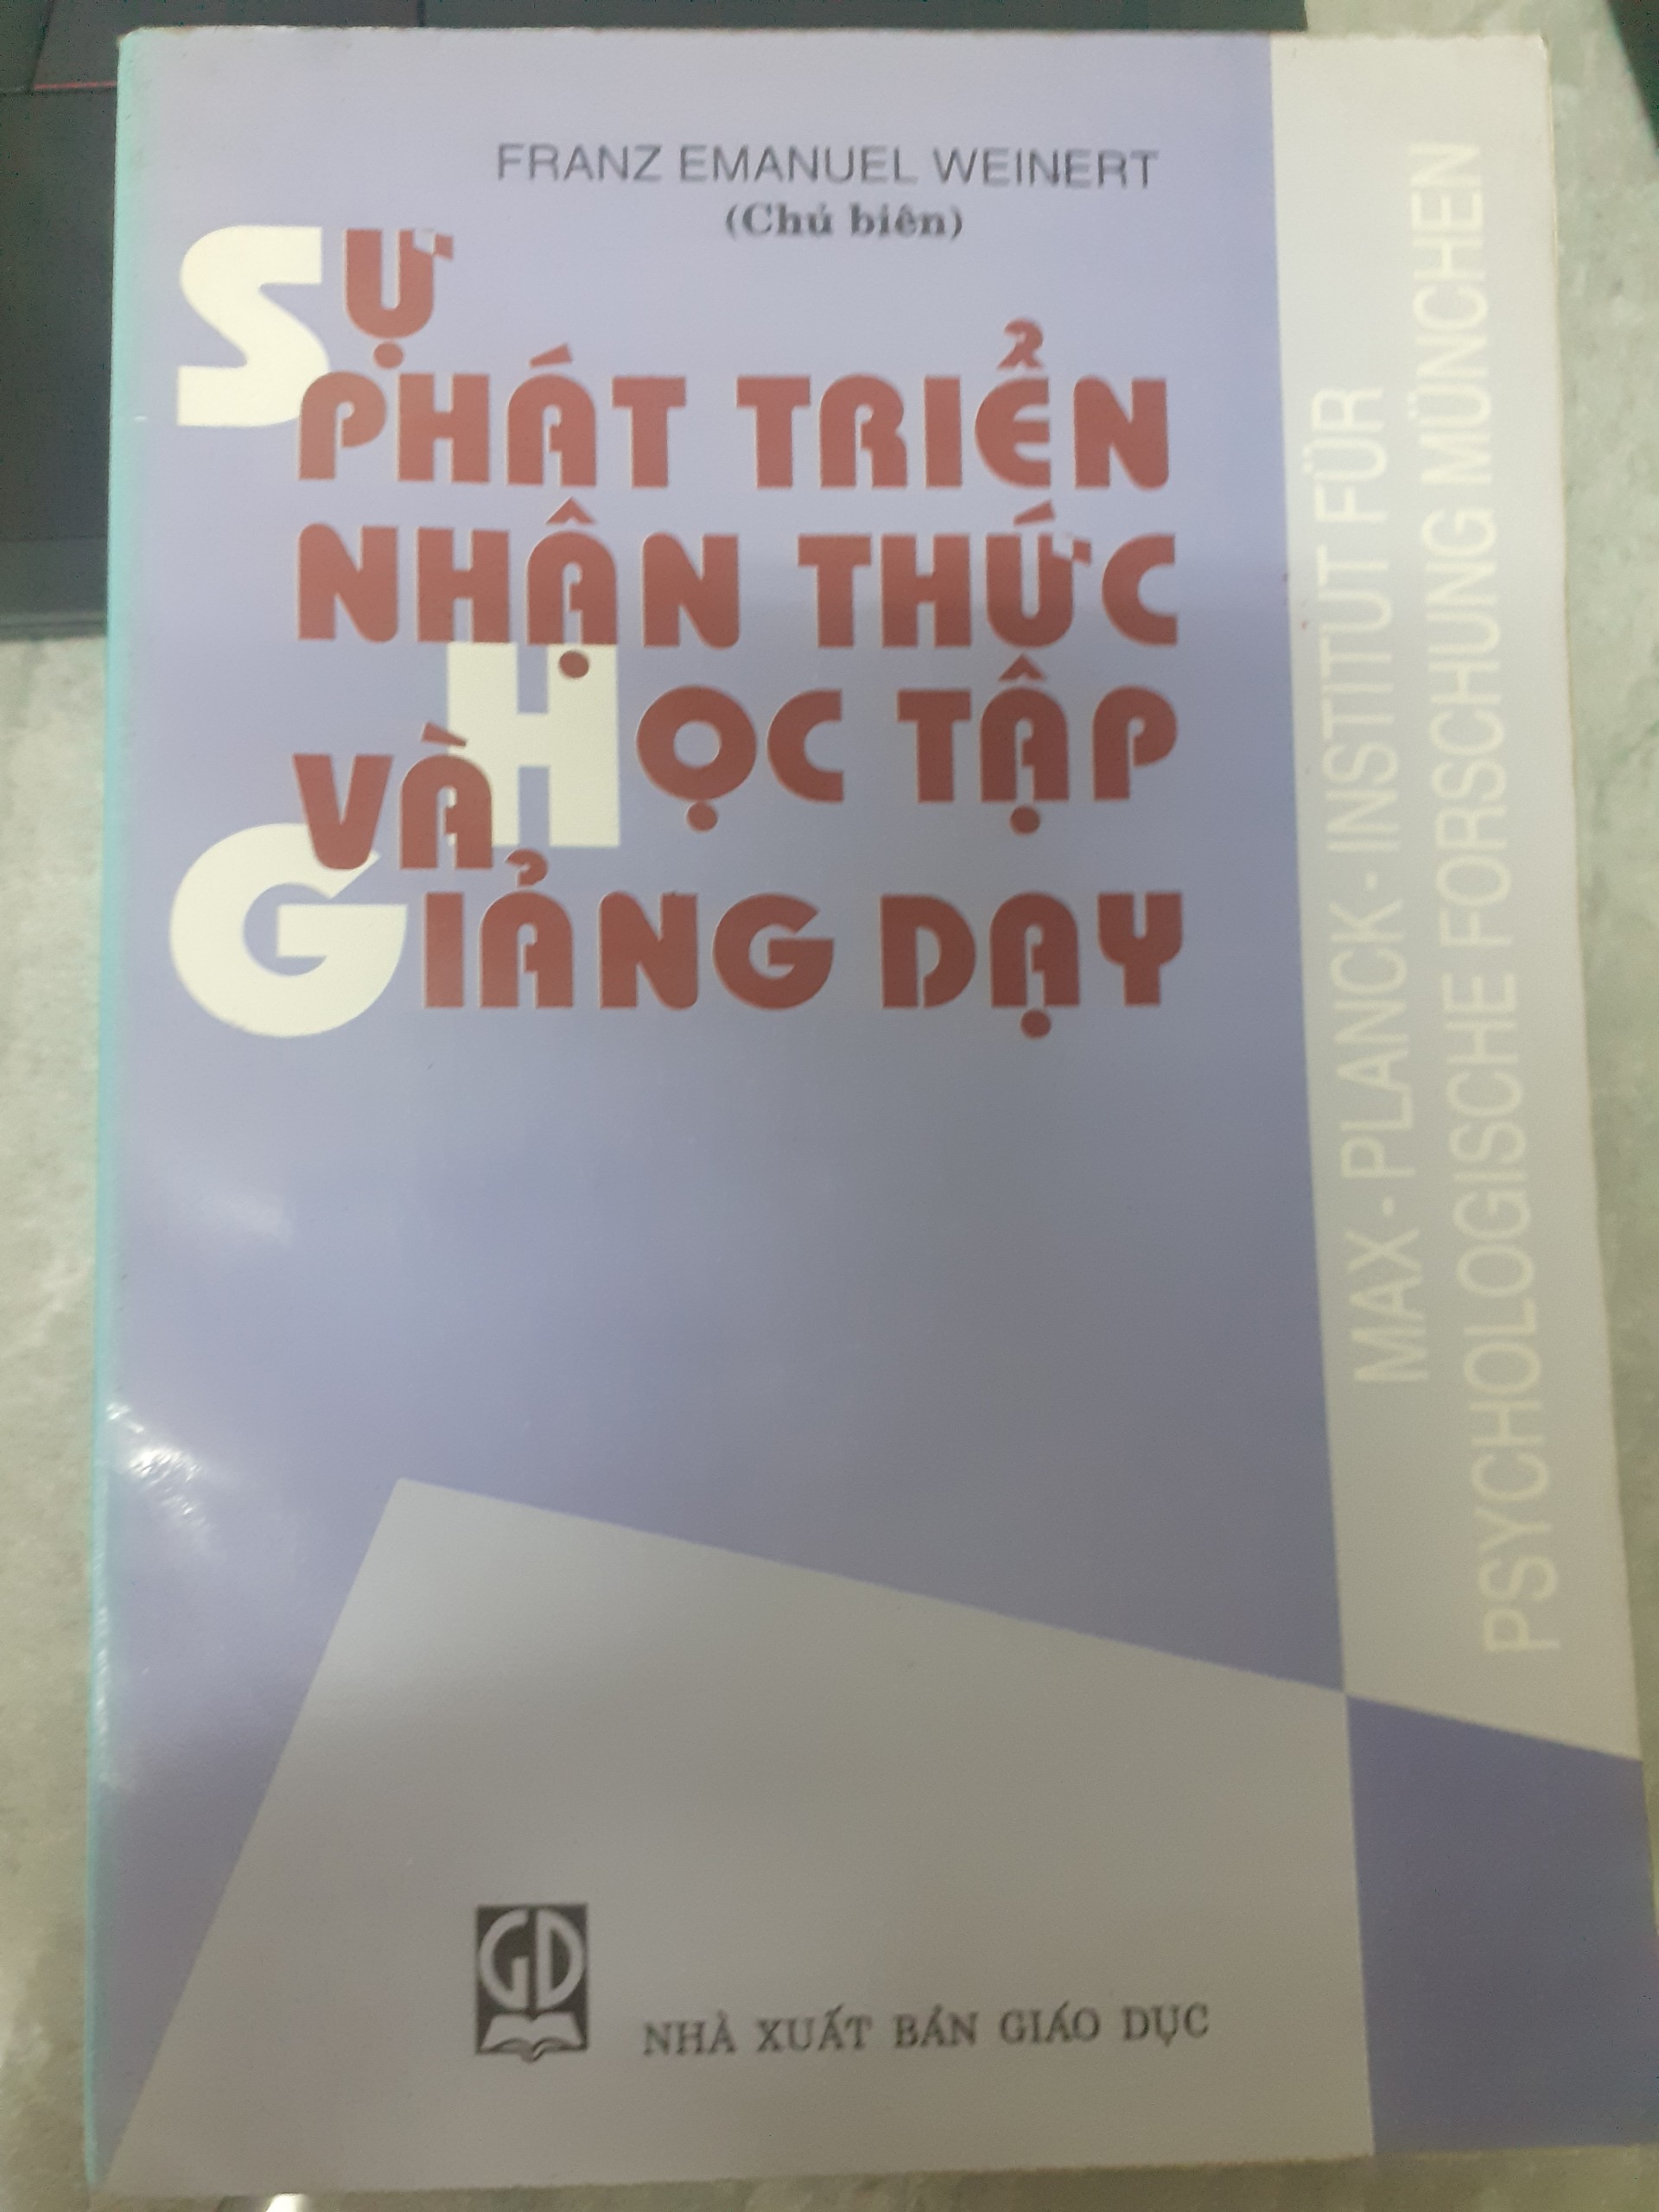 FRANZ EMANUEL WEINERT
(Chủ biên)
SỰ
PHÁT TRIỂN
NHẬN THỨC
HỌC TẬP
VÀ
GIẢNG DẠY
MAX - PLANCK - INSTITUT FÜR
PSYCHOLOGISCHE FORSCHUNG MÜNCHEN
GD
NHÀ XUẤT BẢN GIÁO DỤC